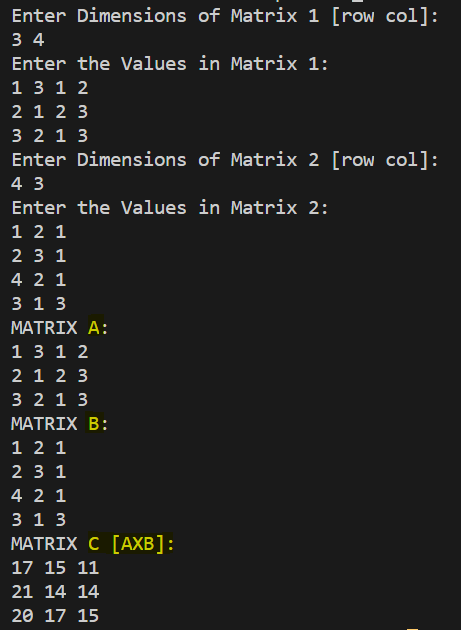 Enter Dimensions of Matrix 1 [row col]:
3 4
Enter the Values in Matrix 1:
1 3 1 2
2 1 2 3
3 2 1 3
Enter Dimensions of Matrix 2 [row col]:
4 3
Enter the Values in Matrix 2:
1 2 1
2 3 1
4 2 1
3 1 3
MATRIX A:
1 3 1 2
2 1 2 3
3 2 1 3
MATRIX B:
1 2 1
2 3 1
4 2 1
3 1 3
MATRIX C [AXB]:
17 15 11
21 14 14
20 17 15